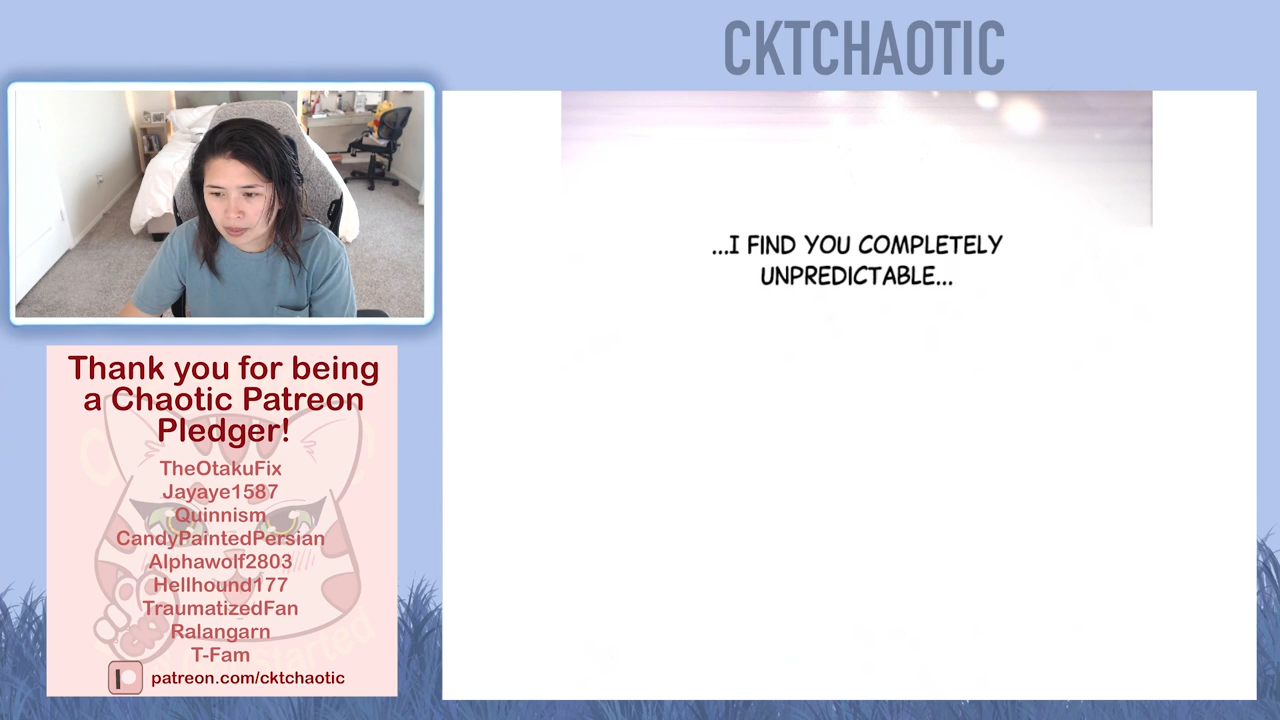 CKTCHAOTIC
...I FIND YOU COMPLETELY
UNPREDICTABLE...
Thank you for being
a Chaotic Patreon
Pledger!
TheOtakuFix
Jayaye1587
Quinnism
CandyPaintedPersian
Alphawolf2803
Hellhound177
TraumatizedFan
Ralangarn
T-Fam
patreon.com/cktchaotic